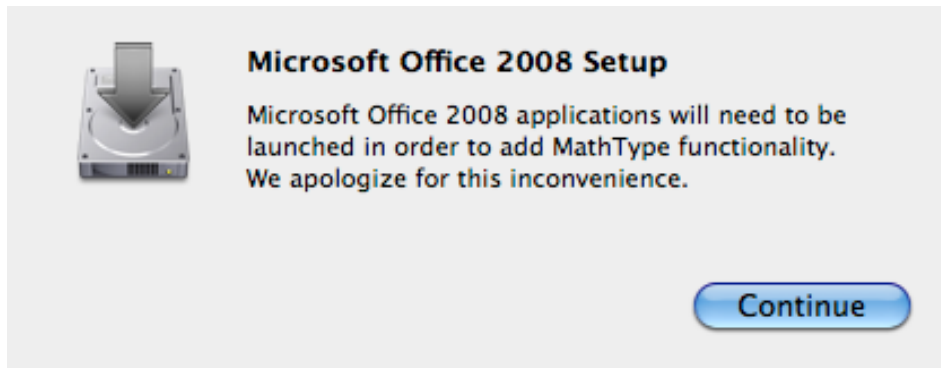 Microsoft Office 2008 Setup
Microsoft Office 2008 applications will need to be
launched in order to add MathType functionality.
We apologize for this inconvenience.
Continue